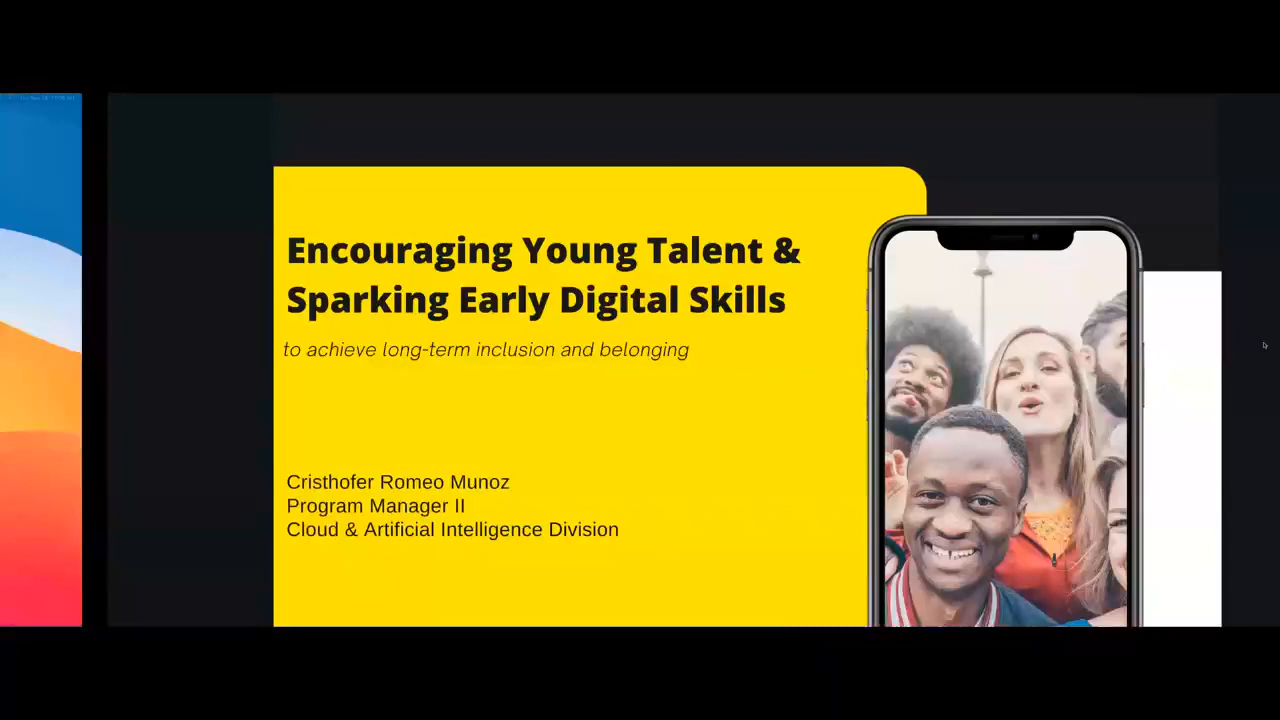 Encouraging Young Talent &
Sparking Early Digital Skills
to achieve long-term inclusion and belonging
Cristhofer Romeo Munoz
Program Manager II
Cloud & Artificial Intelligence Division